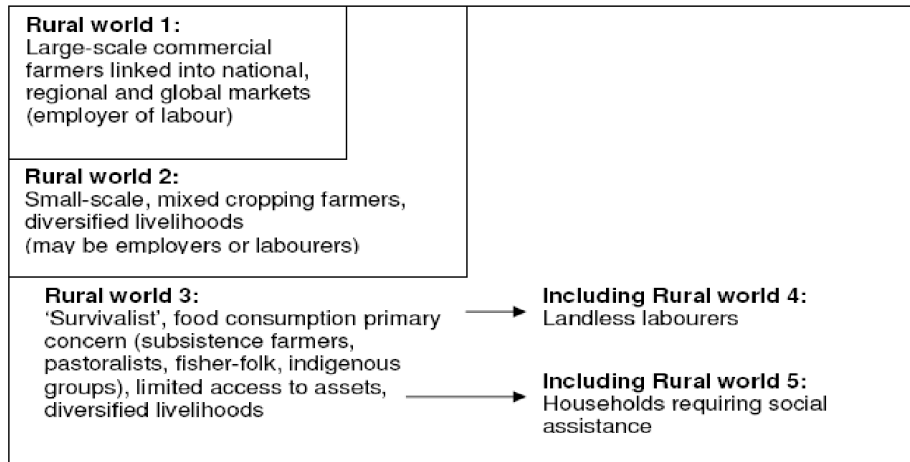 Rural world 1:
Large-scale commercial
farmers linked into national,
regional and global markets
(employer of labour)
Rural world 2:
Small-scale, mixed cropping farmers,
diversified livelihoods
(may be employers or labourers)
Rural world 3:
‘Survivalist’, food consumption primary
concern (subsistence farmers,
pastoralists, fisher-folk, indigenous
groups), limited access to assets,
diversified livelihoods
Including Rural world 4:
Landless labourers
Including Rural world 5:
Households requiring social
assistance